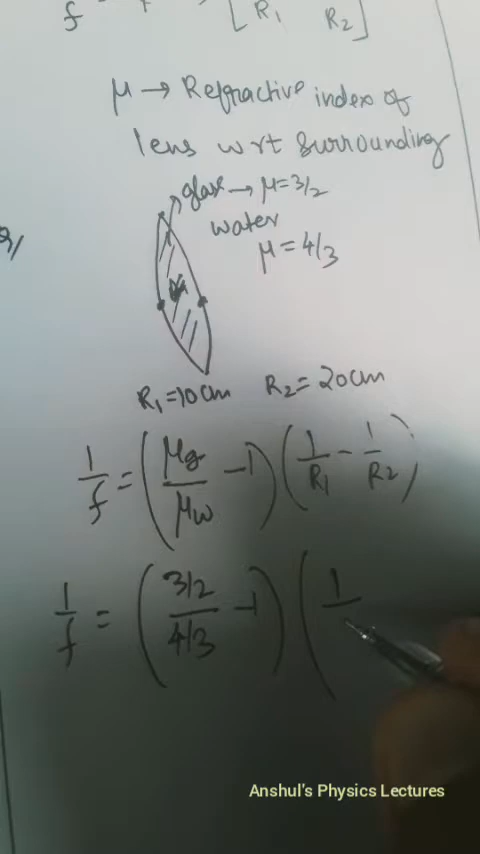 f
[ R₁ R₂ ]
μ → Refractive index of
lens wrt surrounding
glass → μ = 3/2
water
μ = 4/3
R₁ = 10 cm R₂ = 20 cm
1/f = (μg/μw - 1) (1/R₁ - 1/R₂)
1/f = ((3/2)/(4/3) - 1) (1/
Anshul's Physics Lectures